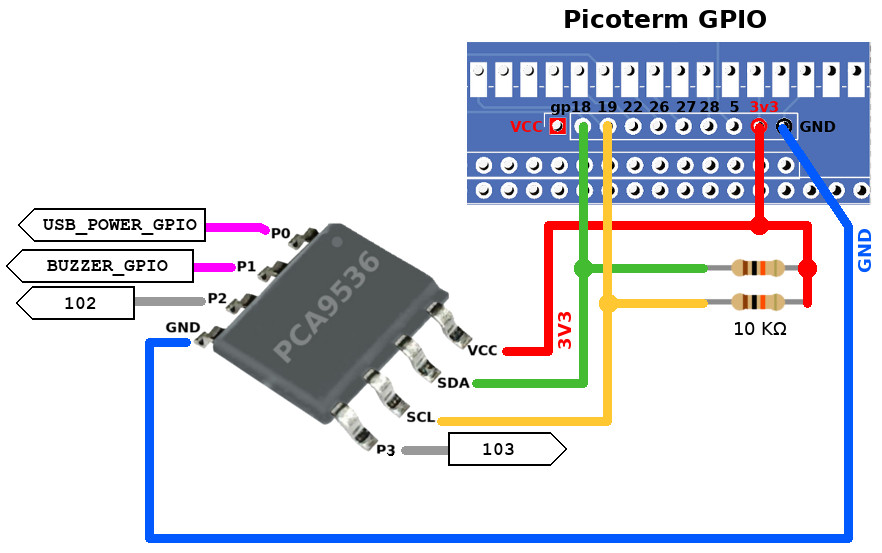 Picoterm GPIO
gp18 19 22 26 27 28 5 3v3
VCC GND
USB_POWER_GPIO P0
BUZZER_GPIO P1
102 P2
GND
PCA9536
VCC
SDA
SCL
P3 103
3V3
10 KΩ
GND